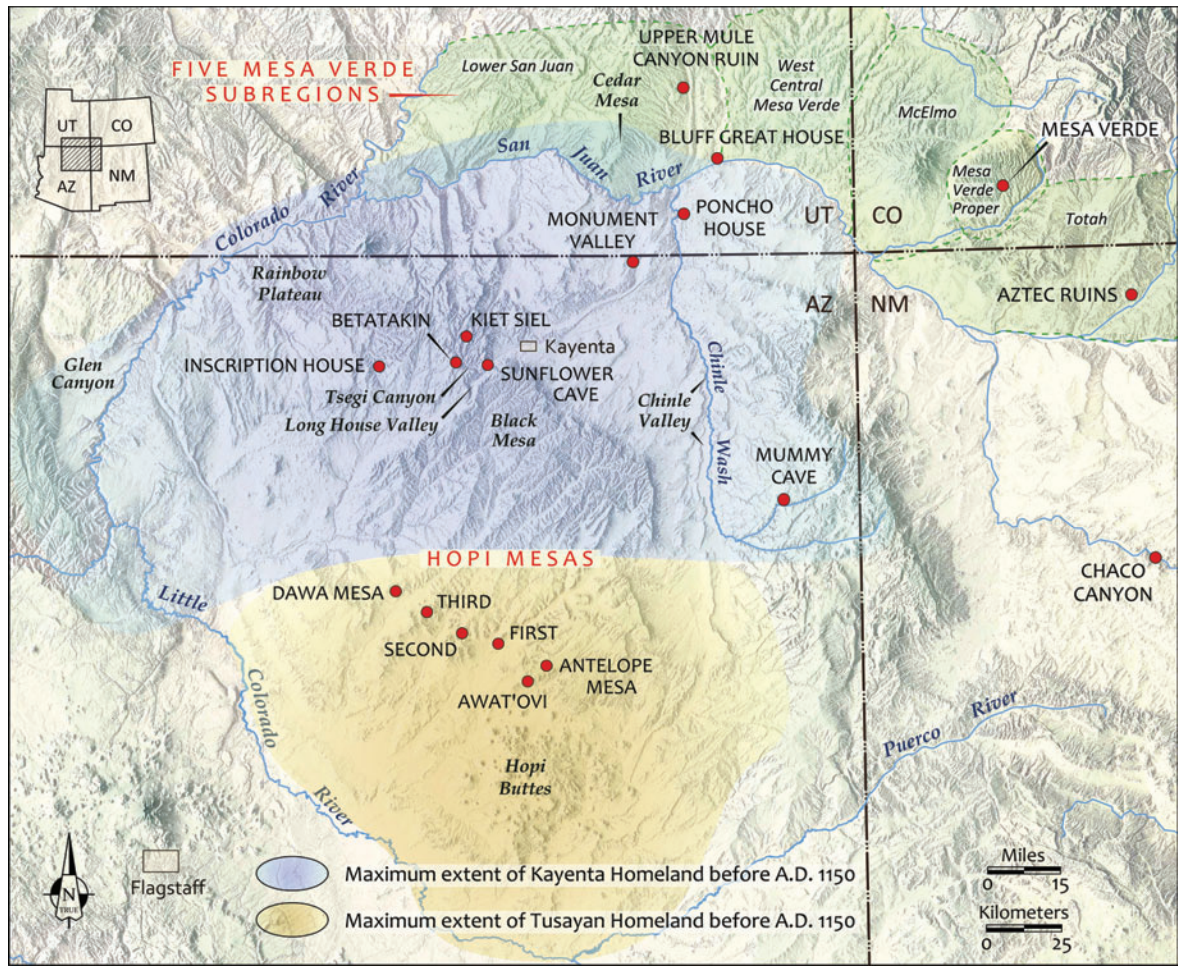 UPPER MULE
CANYON RUIN
FIVE MESA VERDE
SUBREGIONS
Lower San Juan
Cedar
Mesa
West
Central
Mesa Verde
McElmo
MESA VERDE
Mesa
Verde
Proper
Totah
UT
CO
AZ
NM
BLUFF GREAT HOUSE
San
Juan
River
Colorado
River
MONUMENT
VALLEY
PONCHO
HOUSE
UT
CO
AZ
NM
AZTEC RUINS
Rainbow
Plateau
BETATAKIN
KIET SIEL
Kayenta
INSCRIPTION HOUSE
SUNFLOWER
CAVE
Glen
Canyon
Tsegi Canyon
Long House Valley
Black
Mesa
Chinle
Valley
Chinle
Wash
MUMMY
CAVE
HOPI MESAS
CHACO
CANYON
Little
Colorado
River
DAWA MESA
THIRD
SECOND
FIRST
ANTELOPE
MESA
AWAT'OVI
Hopi
Buttes
Puerco River
N
TRUE
Flagstaff
Maximum extent of Kayenta Homeland before A.D. 1150
Maximum extent of Tusayan Homeland before A.D. 1150
Miles
0 15
Kilometers
0 25